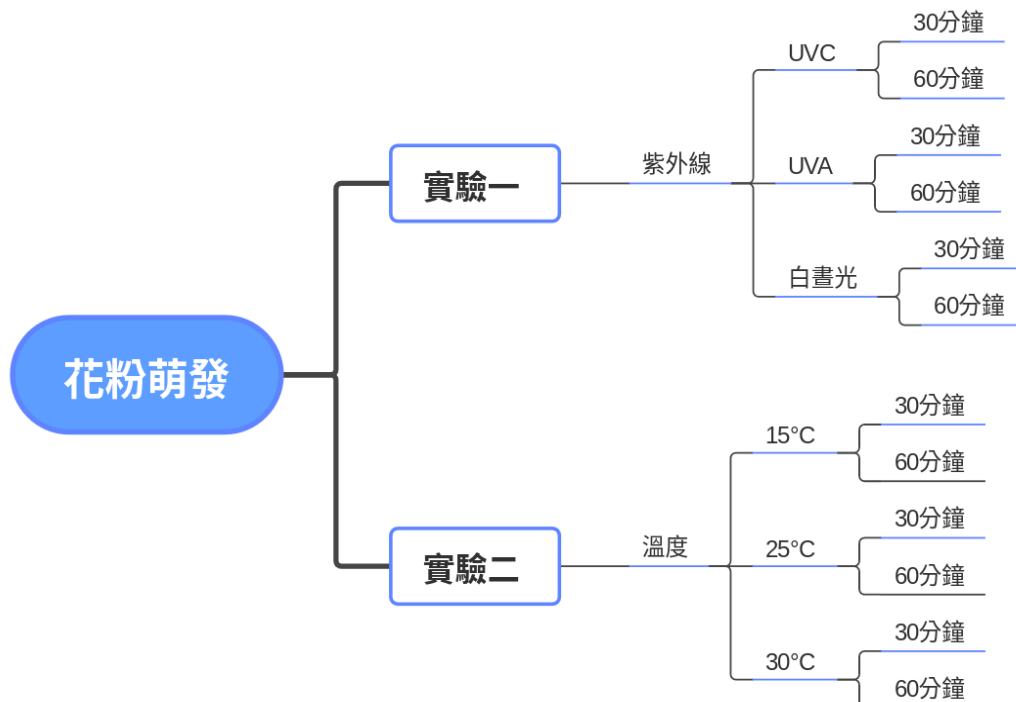 花粉萌發
實驗一
紫外線
UVC
30分鐘
60分鐘
UVA
30分鐘
60分鐘
白晝光
30分鐘
60分鐘
實驗二
溫度
15°C
30分鐘
60分鐘
25°C
30分鐘
60分鐘
30°C
30分鐘
60分鐘